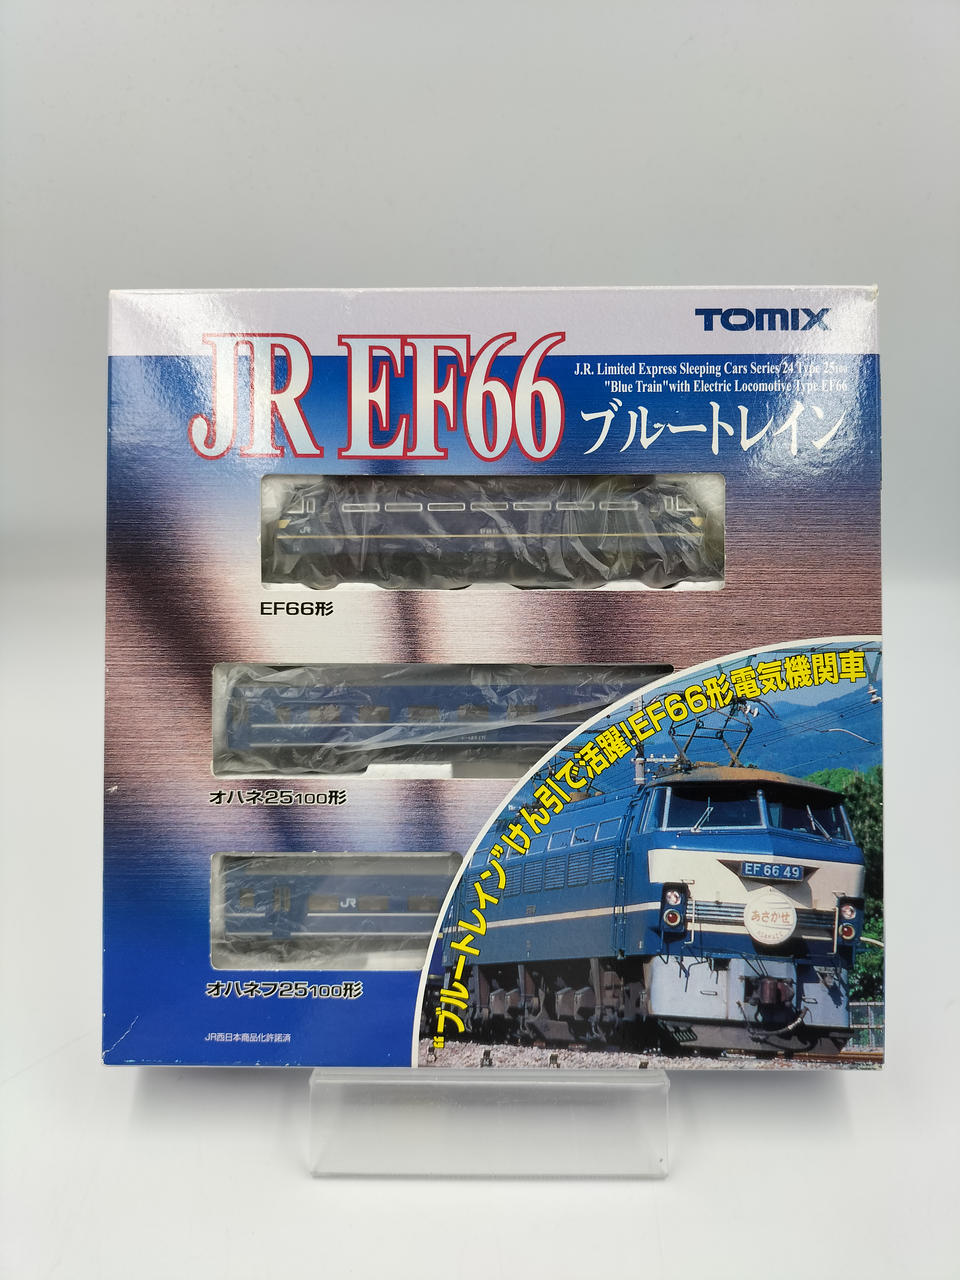 TOMIX
JR EF66
J.R. Limited Express Sleeping Cars Series 24 Type 25100
"Blue Train" with Electric Locomotive Type EF66
ブルートレイン
JR
EF66形
オハネ25100形
JR
オハネフ25100形
JR西日本商品化許諾済
"ブルートレイン"けん引で活躍!EF66形電気機関車
EF 66 49
あさかぜ